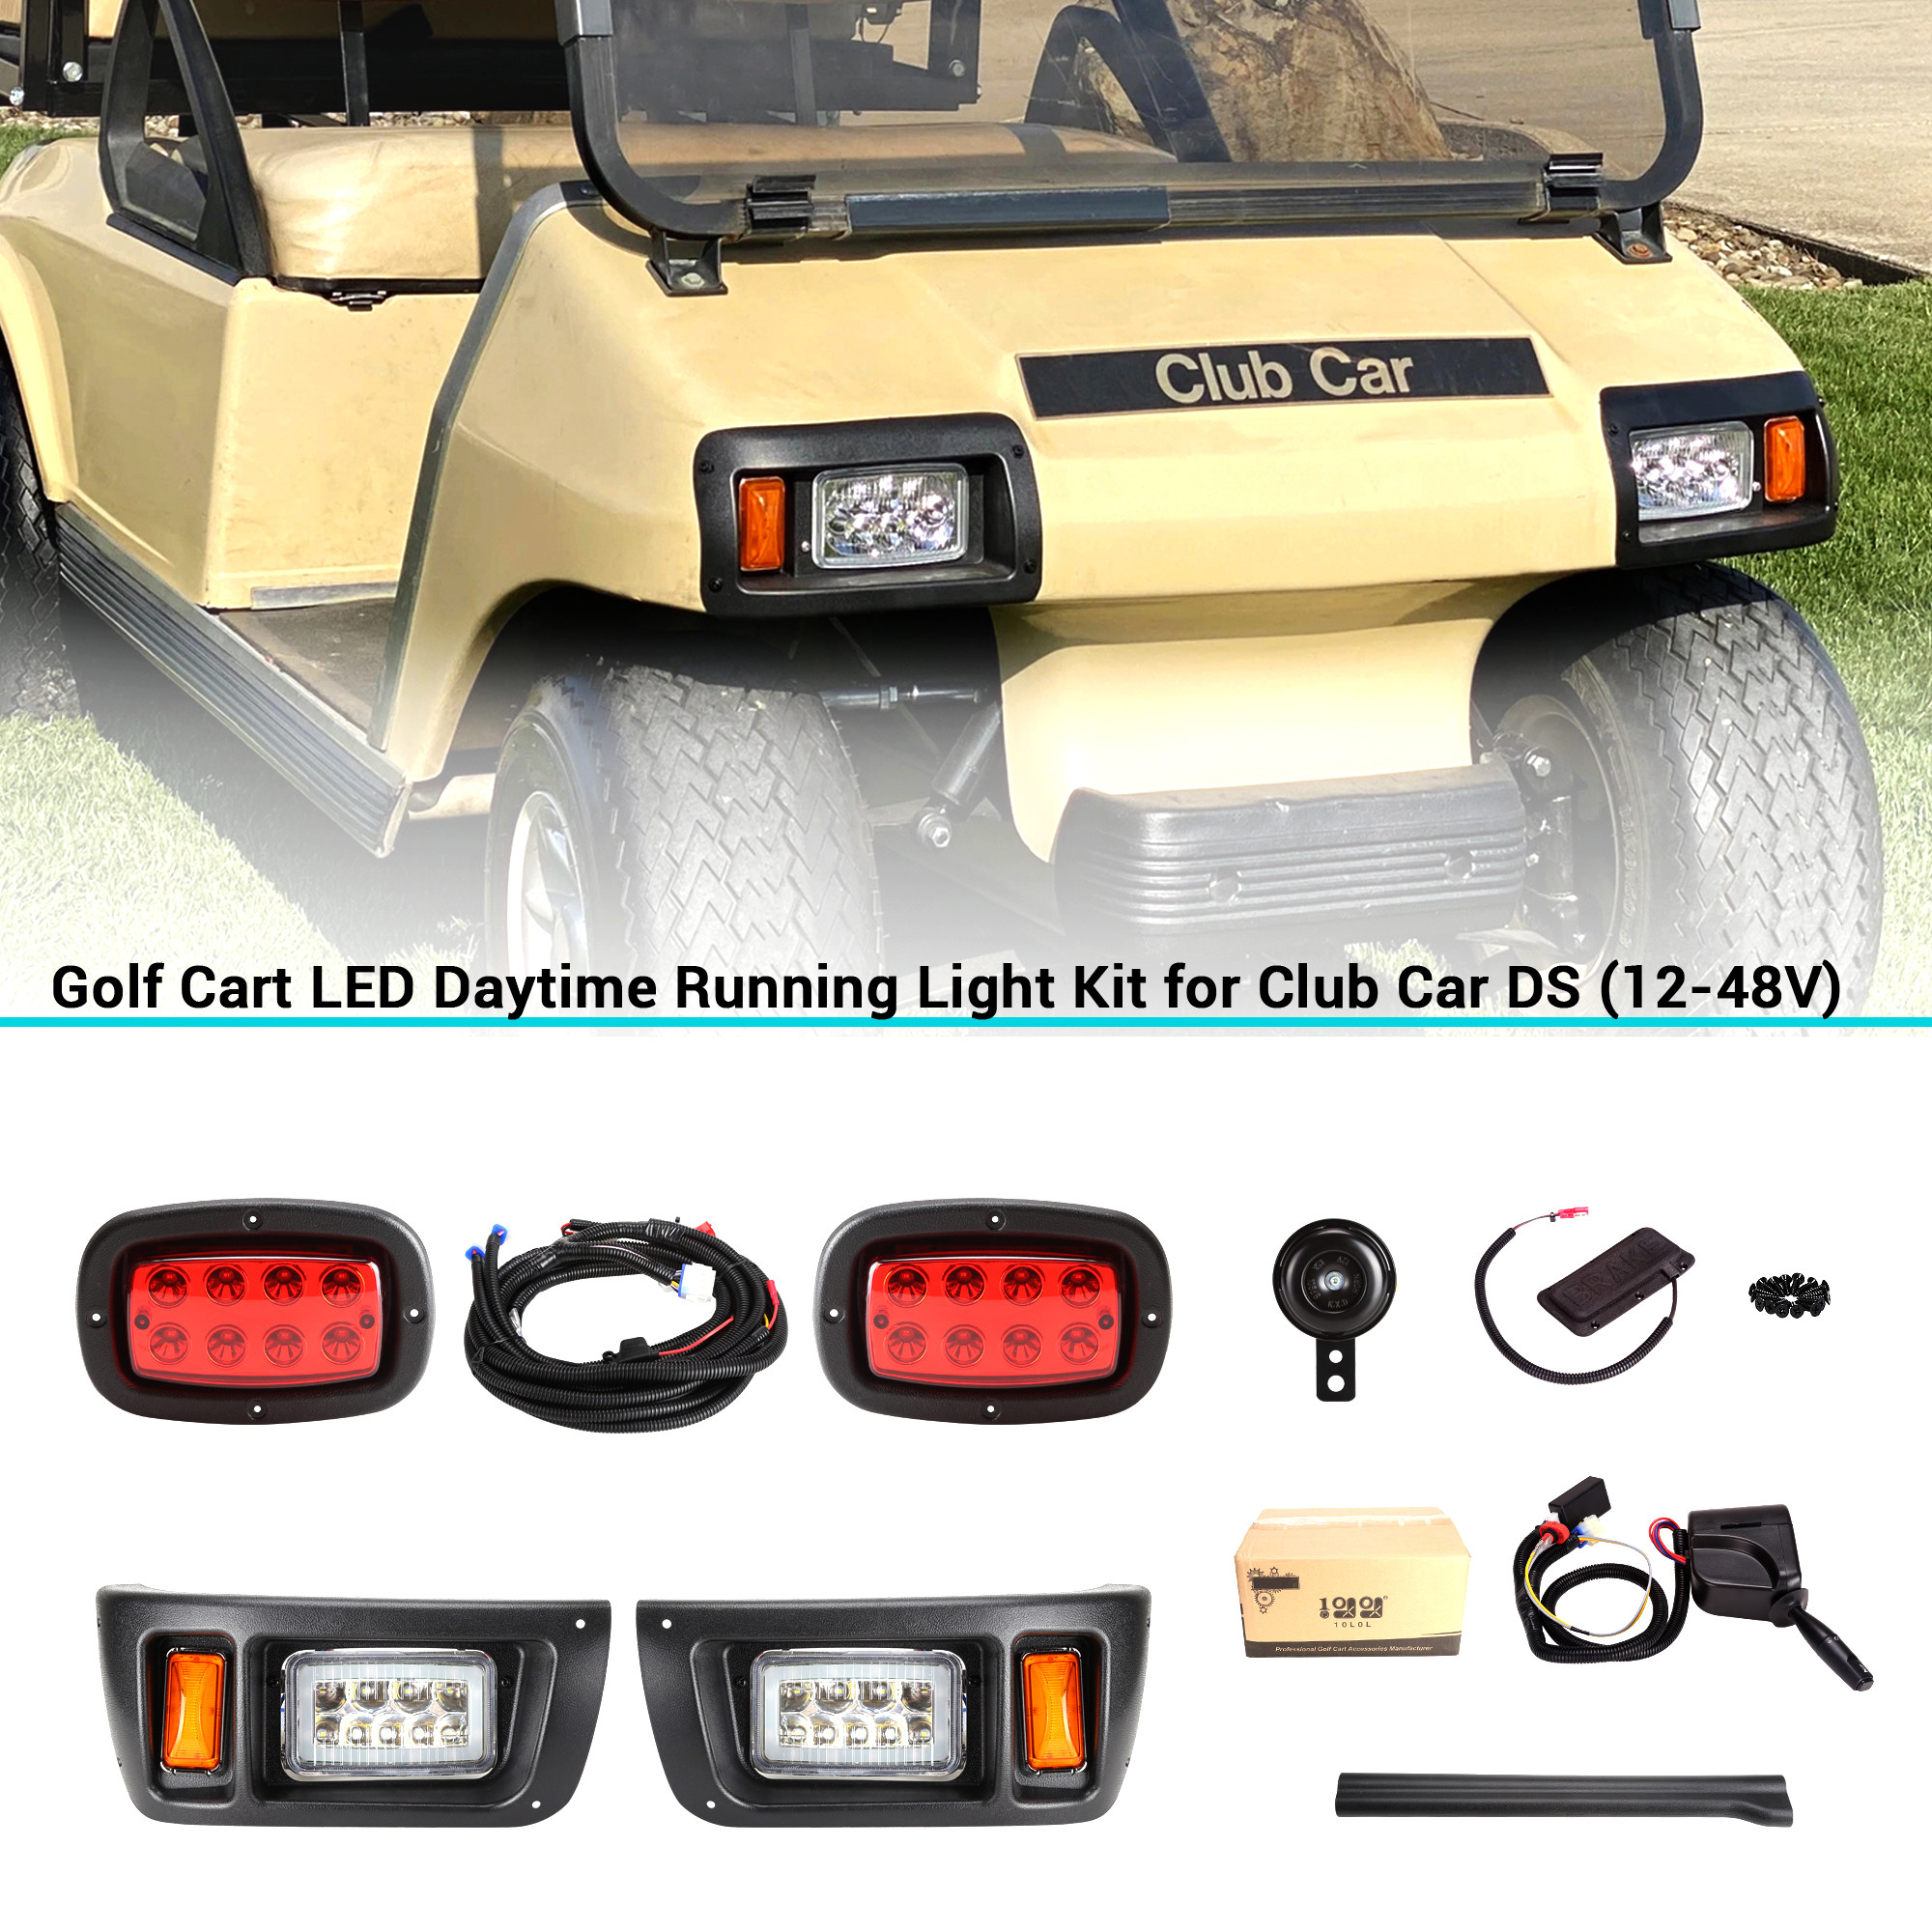 Club Car
Golf Cart LED Daytime Running Light Kit for Club Car DS (12-48V)
BRAKE
10L0L
Professional Golf Cart Accessories Manufacturer